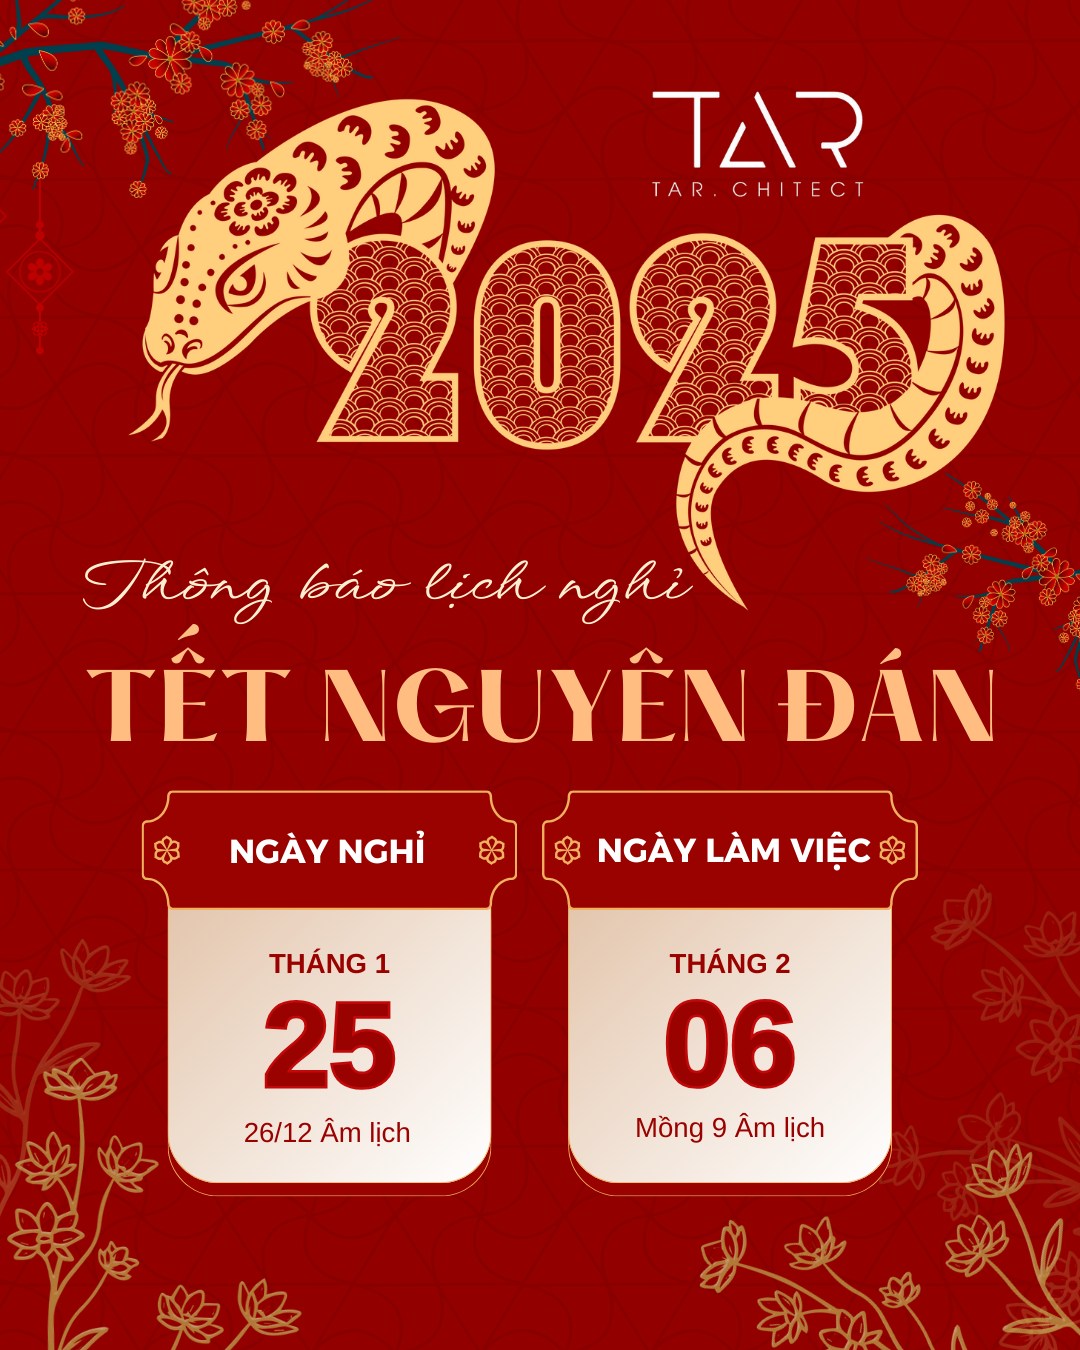 TAR
TAR.CHITECT
2025
Thông báo lịch nghỉ
TẾT NGUYÊN ĐÁN
NGÀY NGHỈ
THÁNG 1
25
26/12 Âm lịch
NGÀY LÀM VIỆC
THÁNG 2
06
Mồng 9 Âm lịch